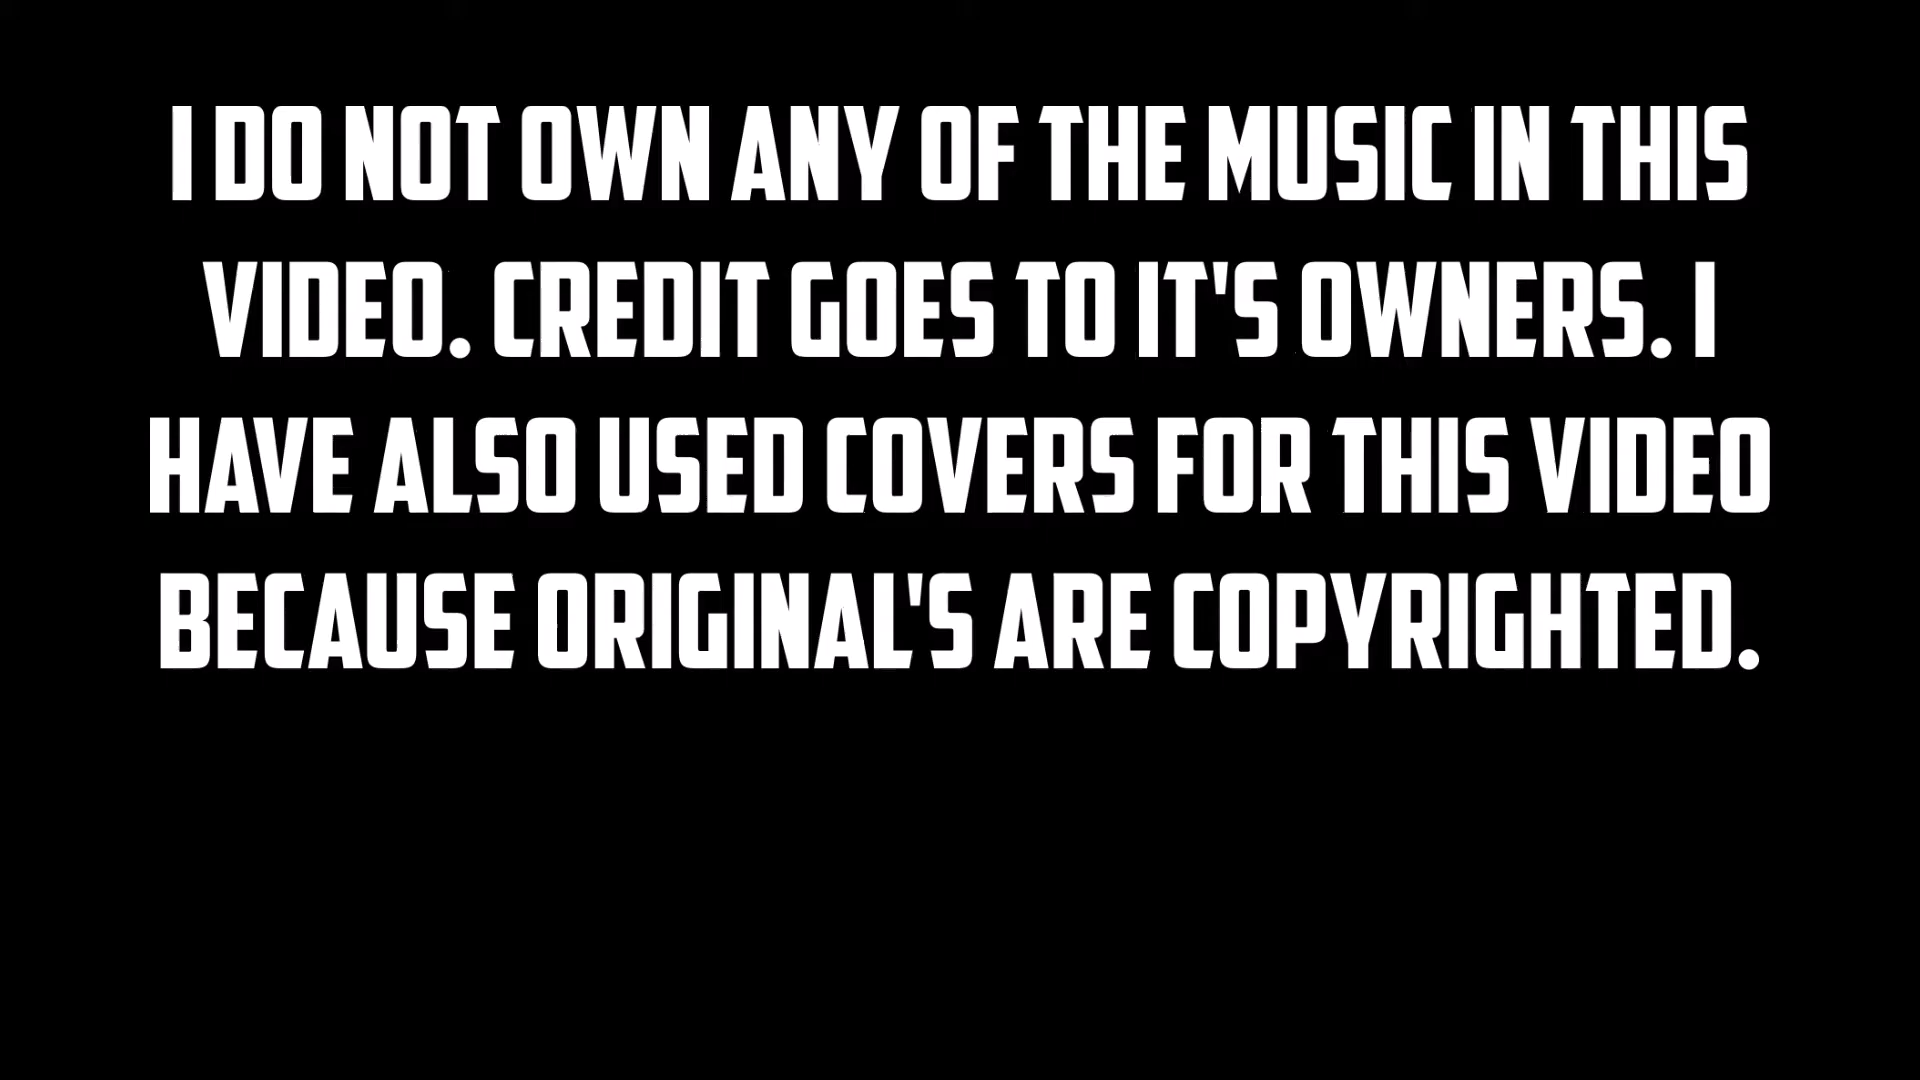 I DO NOT OWN ANY OF THE MUSIC IN THIS
VIDEO. CREDIT GOES TO IT'S OWNERS. I
HAVE ALSO USED COVERS FOR THIS VIDEO
BECAUSE ORIGINAL'S ARE COPYRIGHTED.